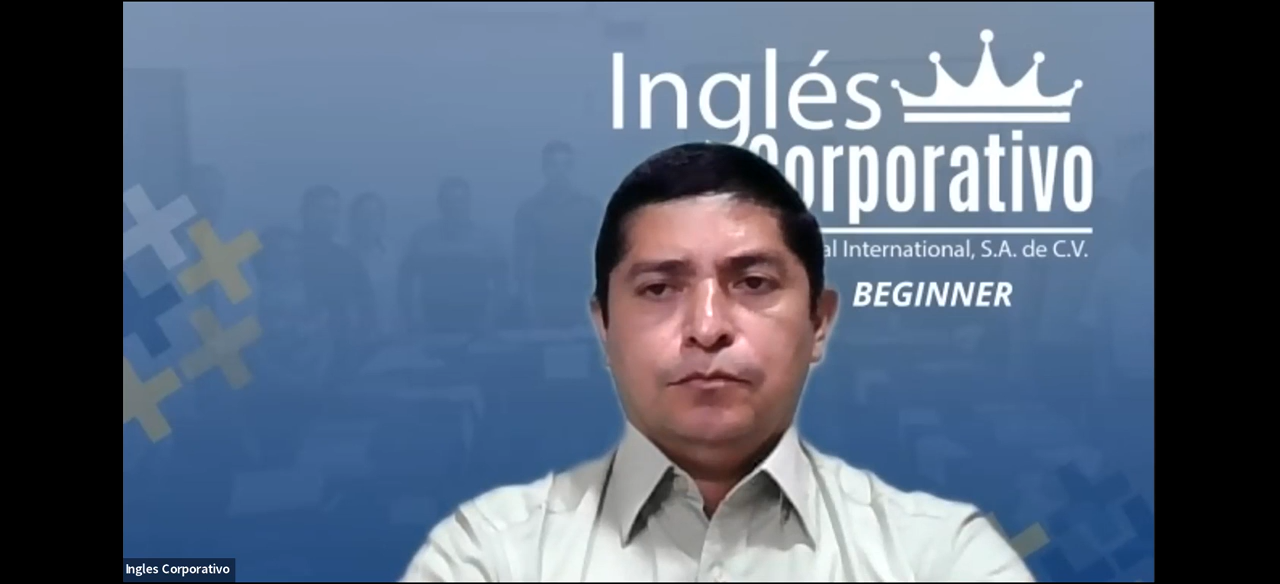 Inglés
Corporativo
al International, S.A. de C.V.
BEGINNER
Ingles Corporativo